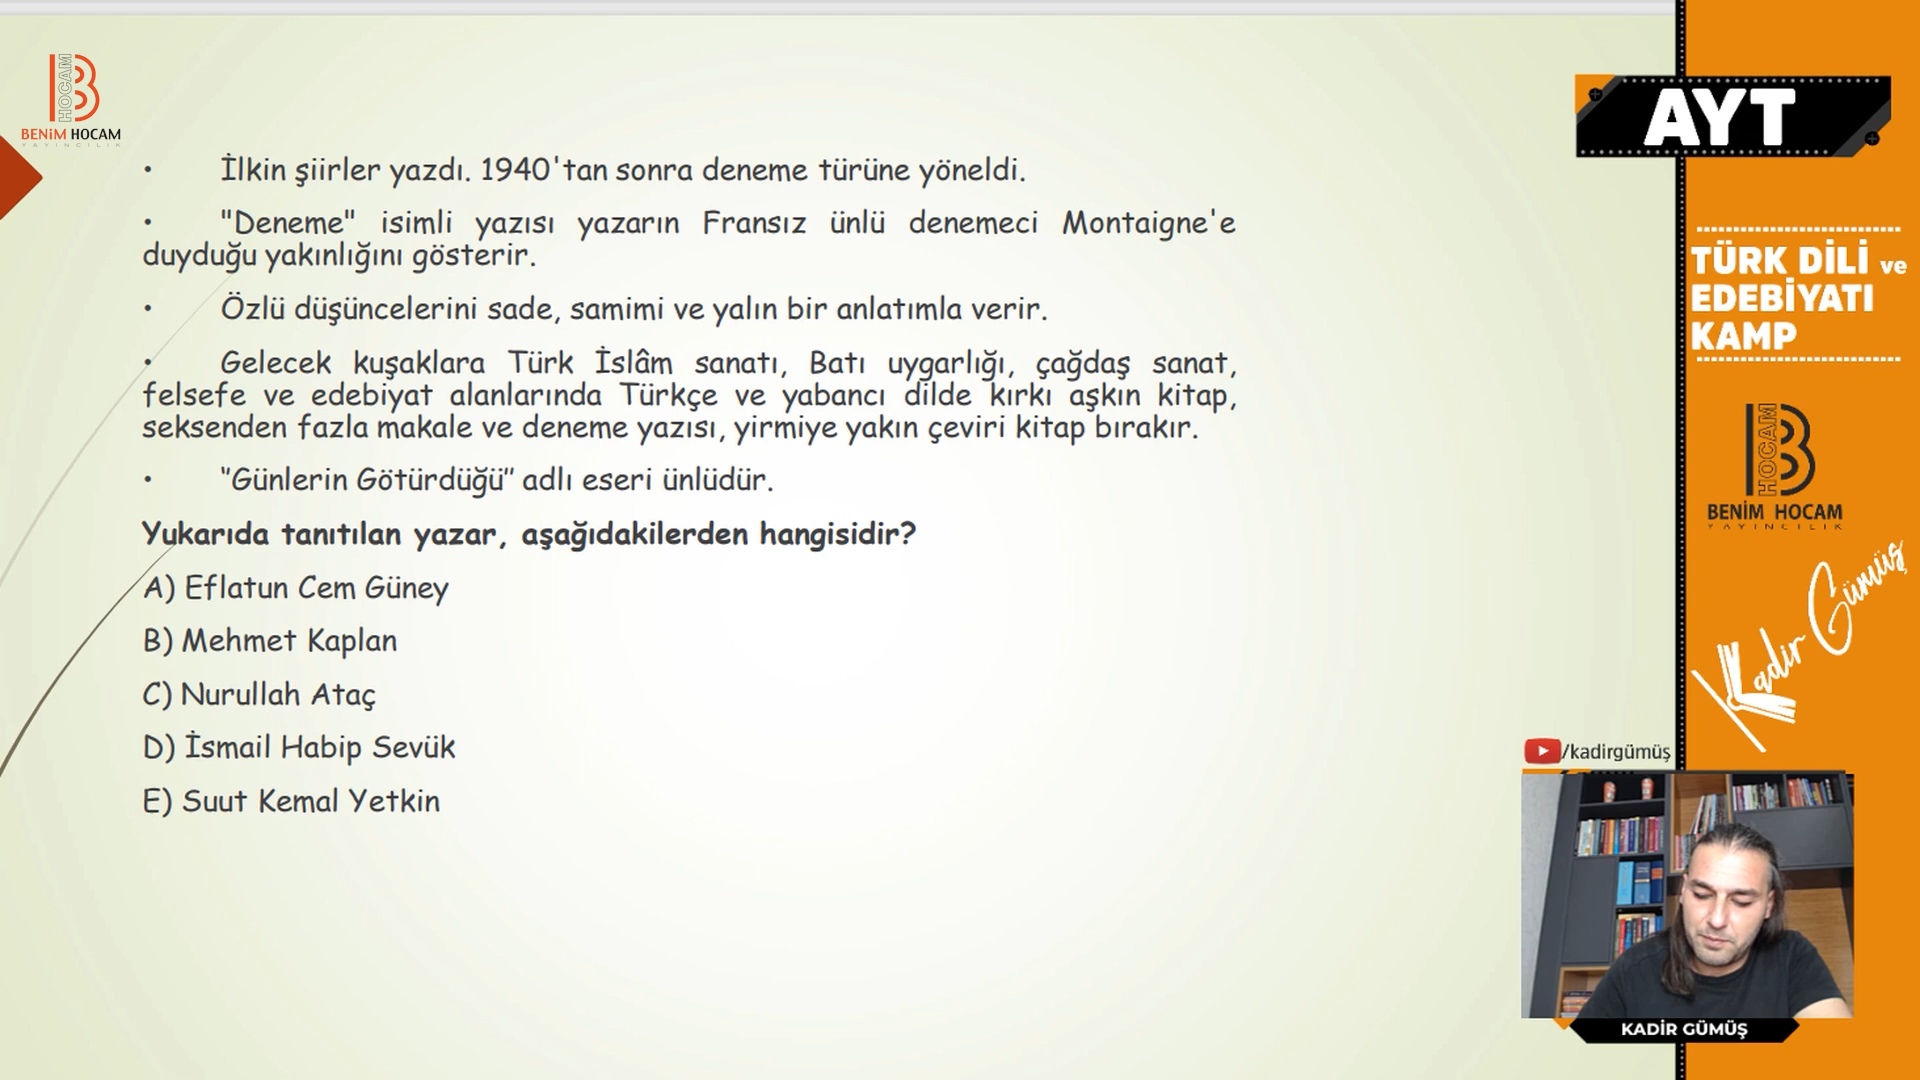 HOCAM
BENİM HOCAM
YAYINCILIK
• İlkin şiirler yazdı. 1940'tan sonra deneme türüne yöneldi.
• "Deneme" isimli yazısı yazarın Fransız ünlü denemeci Montaigne'e
duyduğu yakınlığını gösterir.
• Özlü düşüncelerini sade, samimi ve yalın bir anlatımla verir.
• Gelecek kuşaklara Türk İslâm sanatı, Batı uygarlığı, çağdaş sanat,
felsefe ve edebiyat alanlarında Türkçe ve yabancı dilde kırkı aşkın kitap,
seksenden fazla makale ve deneme yazısı, yirmiye yakın çeviri kitap bırakır.
• “Günlerin Götürdüğü” adlı eseri ünlüdür.
Yukarıda tanıtılan yazar, aşağıdakilerden hangisidir?
A) Eflatun Cem Güney
B) Mehmet Kaplan
C) Nurullah Ataç
D) İsmail Habip Sevük
E) Suut Kemal Yetkin
AYT
TÜRK DİLİ ve
EDEBİYATI
KAMP
HOCAM
BENİM HOCAM
YAYINCILIK
Kadir Gümüş
/kadirgümüş
KADİR GÜMÜŞ